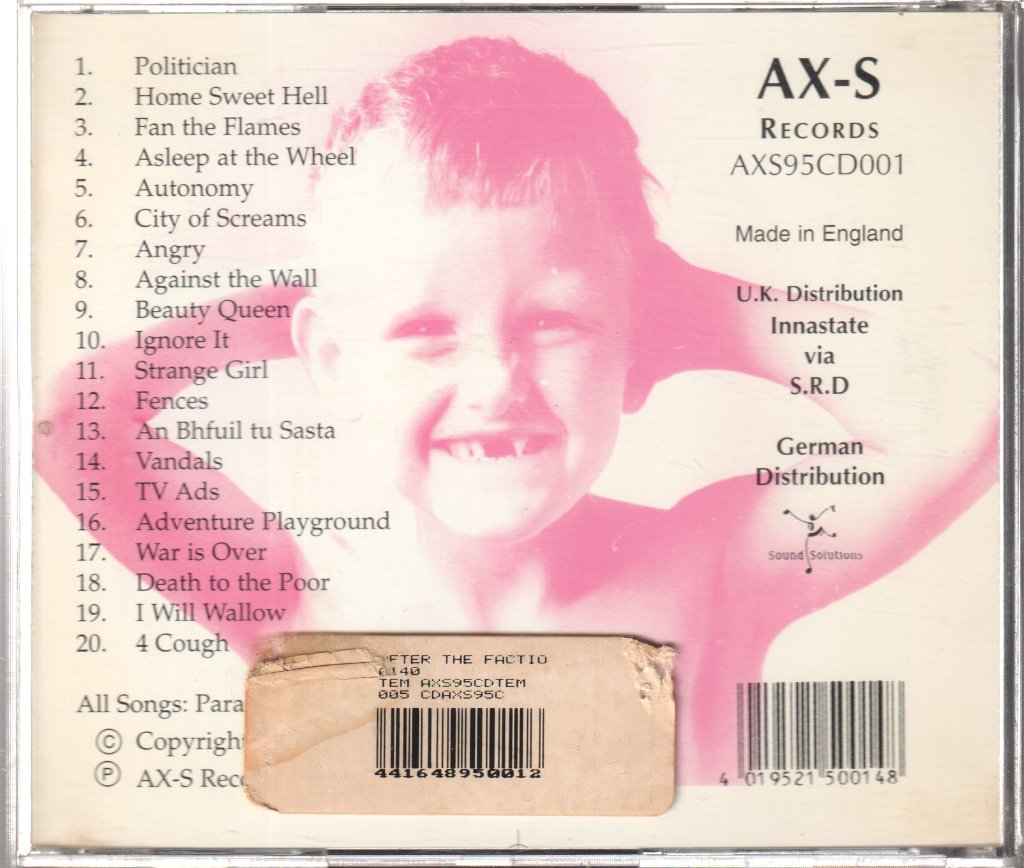 1. Politician
2. Home Sweet Hell
3. Fan the Flames
4. Asleep at the Wheel
5. Autonomy
6. City of Screams
7. Angry
8. Against the Wall
9. Beauty Queen
10. Ignore It
11. Strange Girl
12. Fences
13. An Bhfuil tu Sasta
14. Vandals
15. TV Ads
16. Adventure Playground
17. War is Over
18. Death to the Poor
19. I Will Wallow
20. 4 Cough
All Songs: Para
© Copyright
℗ AX-S Rec
AX-S
RECORDS
AXS95CD001
Made in England
U.K. Distribution
Innastate
via
S.R.D
German
Distribution
Sound Solutions
FTER THE FACTIO
140
TEM AXS95CDTEM
005 CDAXS95C
441648950012
4 019521 500148